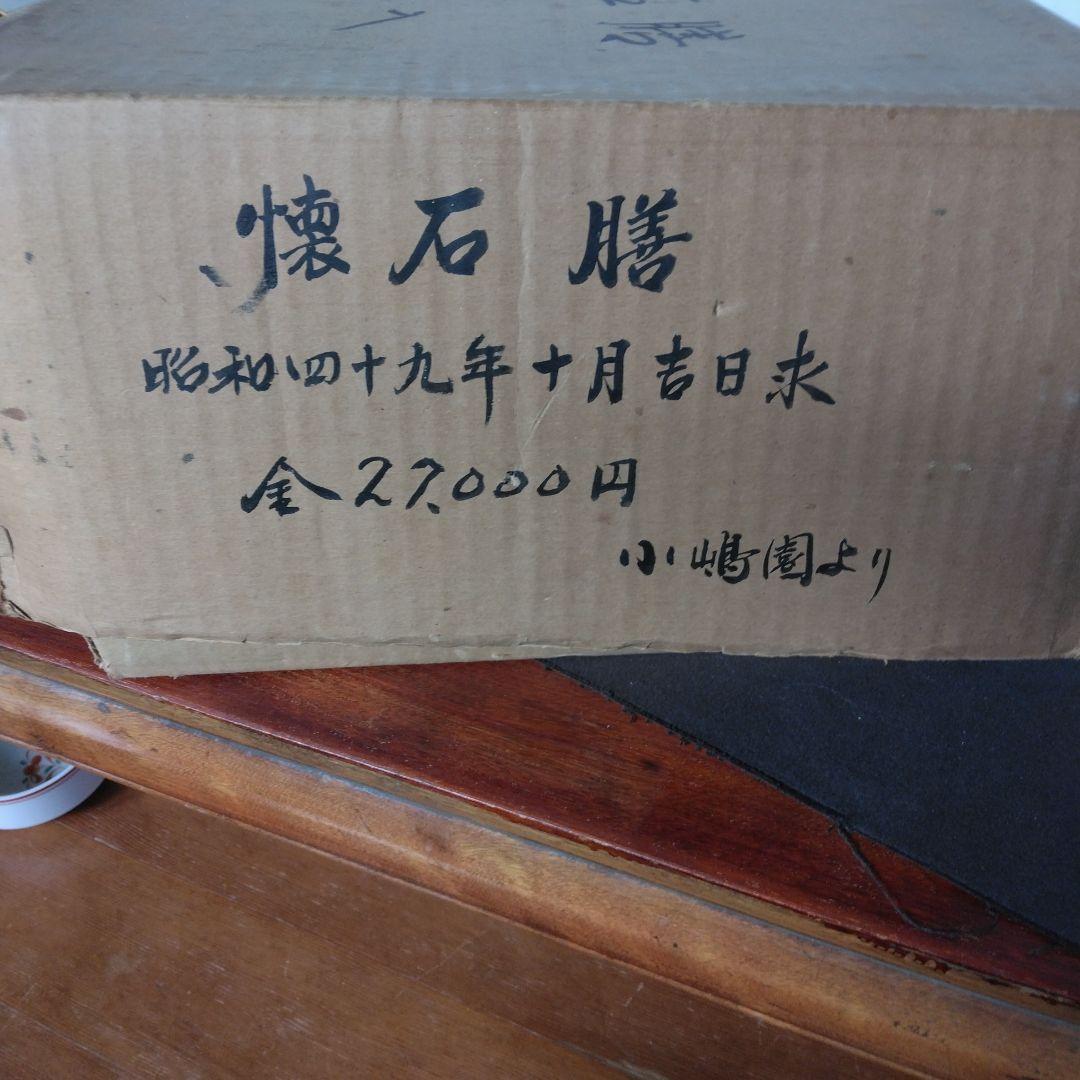 膳
懐石膳
昭和四十九年十月吉日求
金27,000円
小嶋園より